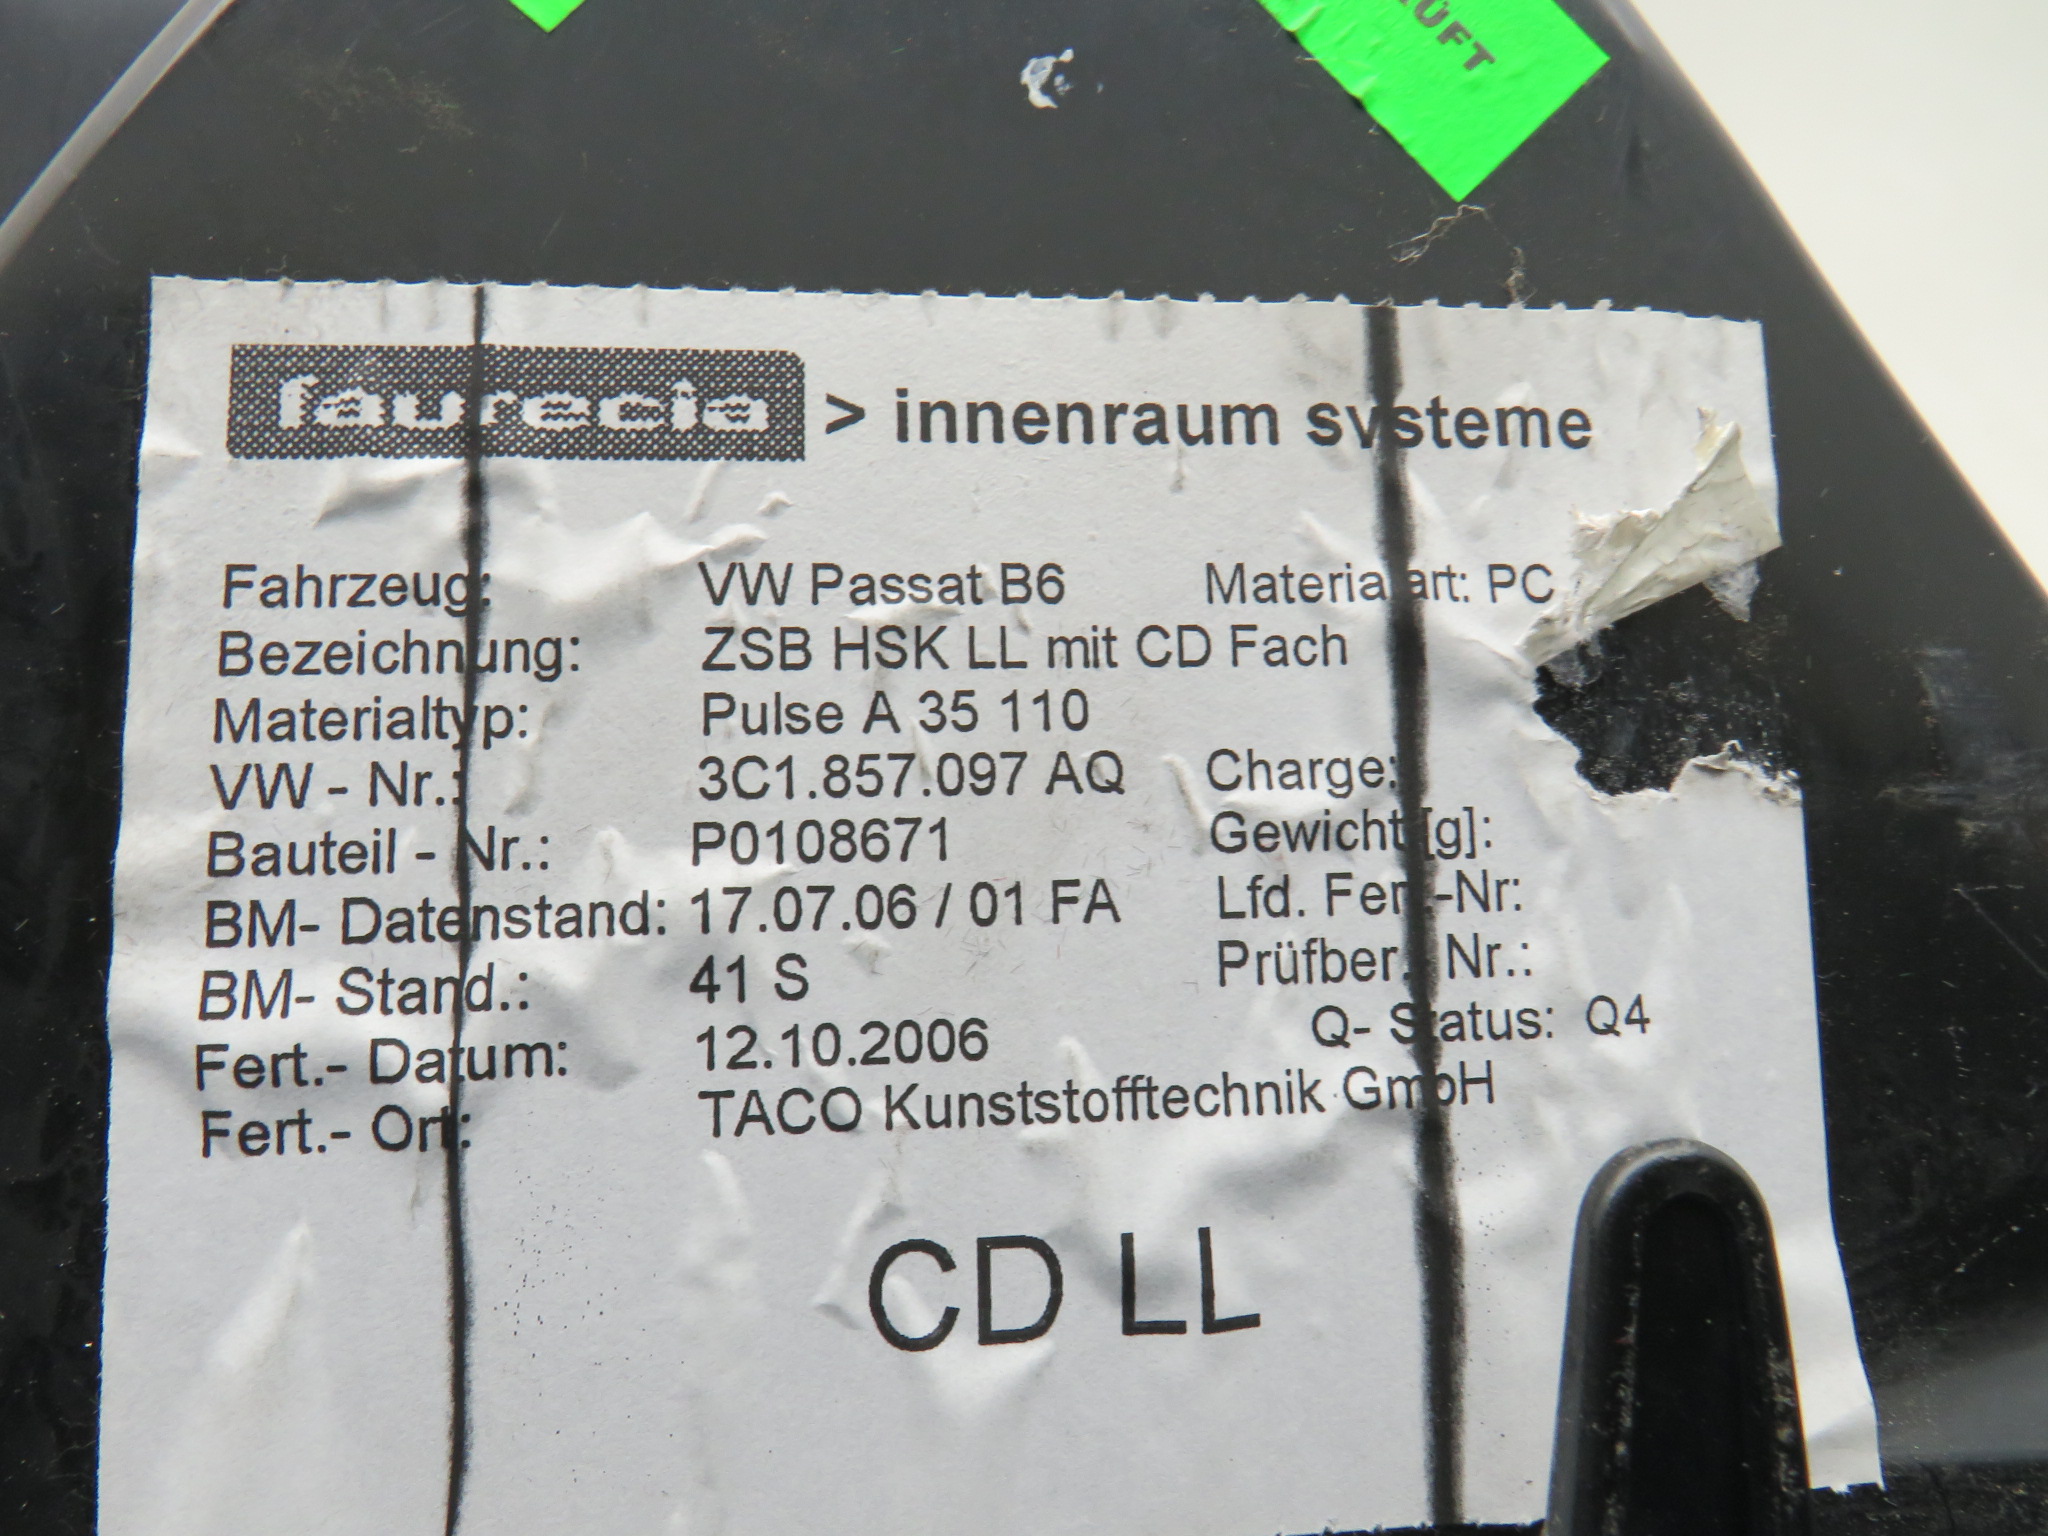 RÜFT
faurecia > innenraum systeme
Fahrzeug: VW Passat B6 Materialart: PC
Bezeichnung: ZSB HSK LL mit CD Fach
Materialtyp: Pulse A 35 110
VW - Nr.: 3C1.857.097 AQ Charge:
Bauteil - Nr.: P0108671 Gewicht [g]:
BM- Datenstand: 17.07.06 / 01 FA Lfd. Fert.-Nr:
BM- Stand.: 41 S Prüfber. Nr.:
Fert.- Datum: 12.10.2006 Q- Status: Q4
Fert.- Ort: TACO Kunststofftechnik GmbH
CD LL